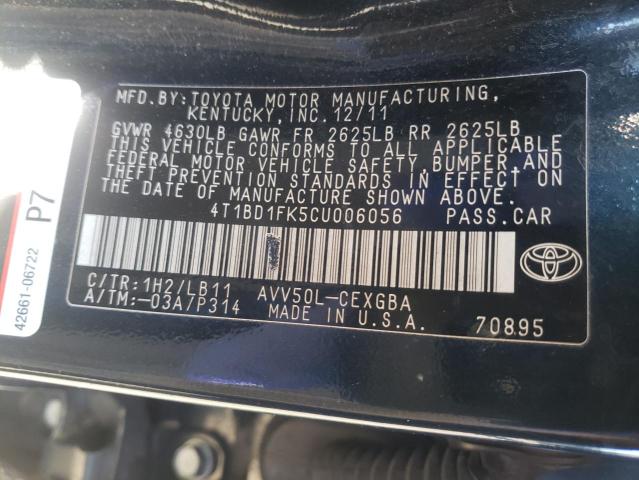 MFD.BY:TOYOTA MOTOR MANUFACTURING,
KENTUCKY, INC. 12/11
GVWR 4630LB GAWR FR 2625LB RR 2625LB
THIS VEHICLE CONFORMS TO ALL APPLICABLE
FEDERAL MOTOR VEHICLE SAFETY, BUMPER, AND
THEFT PREVENTION STANDARDS IN EFFECT ON
THE DATE OF MANUFACTURE SHOWN ABOVE.
4T1BD1FK5CU006056 PASS.CAR
C/TR:1H2/LB11 AVV50L-CEXGBA
A/TM:-03A/P314 MADE IN U.S.A. 70895
P7
42661-06722